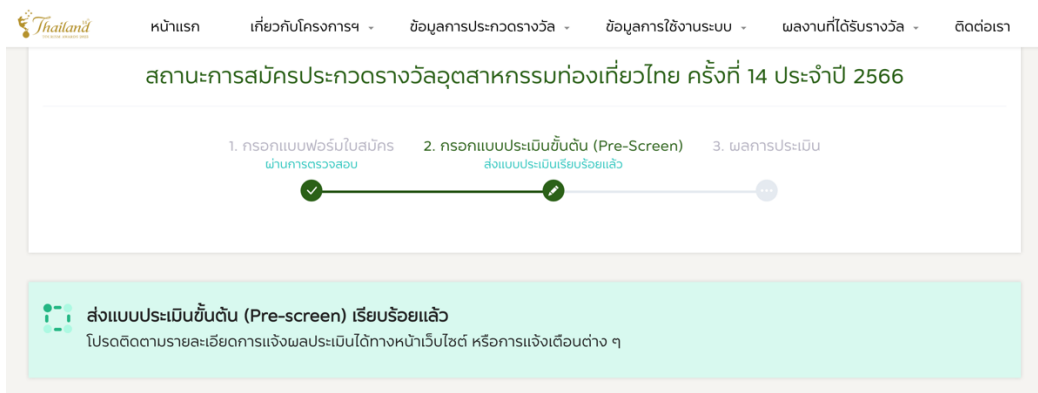 Thailand
หน้าแรก
เกี่ยวกับโครงการฯ
ข้อมูลการประกวดรางวัล
ข้อมูลการใช้งานระบบ
ผลงานที่ได้รับรางวัล
ติดต่อเรา
สถานะการสมัครประกวดรางวัลอุตสาหกรรมท่องเที่ยวไทย ครั้งที่ 14 ประจำปี 2566
1. กรอกแบบฟอร์มใบสมัคร
ผ่านการตรวจสอบ
2. กรอกแบบประเมินขั้นต้น (Pre-Screen)
ส่งแบบประเมินเรียบร้อยแล้ว
3. ผลการประเมิน
ส่งแบบประเมินขั้นต้น (Pre-screen) เรียบร้อยแล้ว
โปรดติดตามรายละเอียดการแจ้งผลประเมินได้ทางหน้าเว็บไซต์ หรือการแจ้งเตือนต่าง ๆ